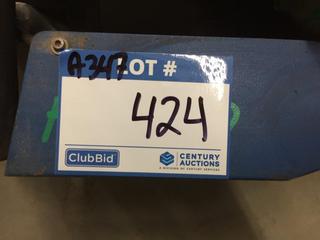 A347 LOT #
424
ClubBid
CENTURY
AUCTIONS
A DIVISION OF CENTURY SERVICES